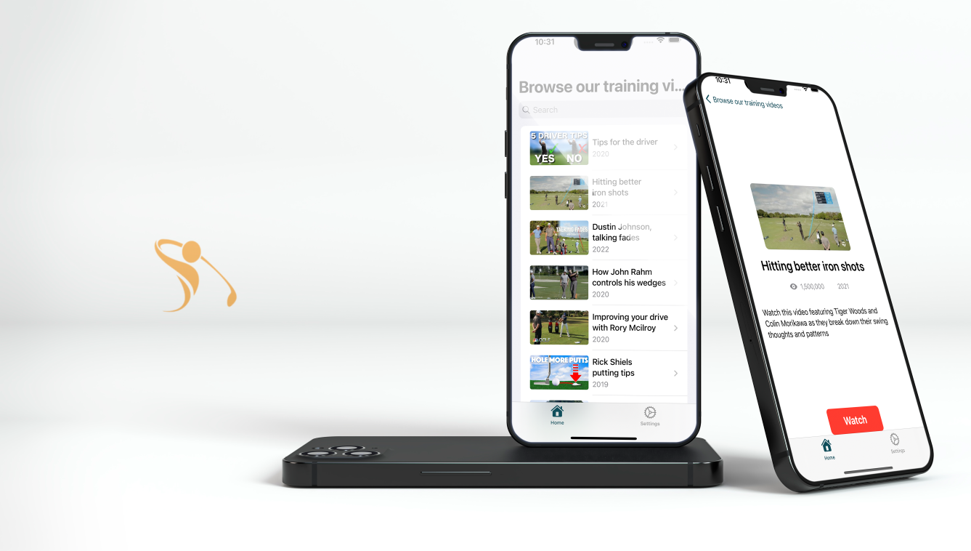 10:31
Browse our training vi...
Search
5 DRIVER TIPS
YES NO
Tips for the driver
2020
Hitting better
iron shots
2021
Dustin Johnson,
talking fades
2022
How John Rahm
controls his wedges
2020
Improving your drive
with Rory Mcilroy
2020
HOLE MORE PUTTS
Rick Shiels
putting tips
2019
Home
Settings
10:31
Browse our training videos
Hitting better iron shots
1,500,000 2021
Watch this video featuring Tiger Woods and
Colin Morikawa as they break down their swing
thoughts and patterns
Watch
Home
Settings